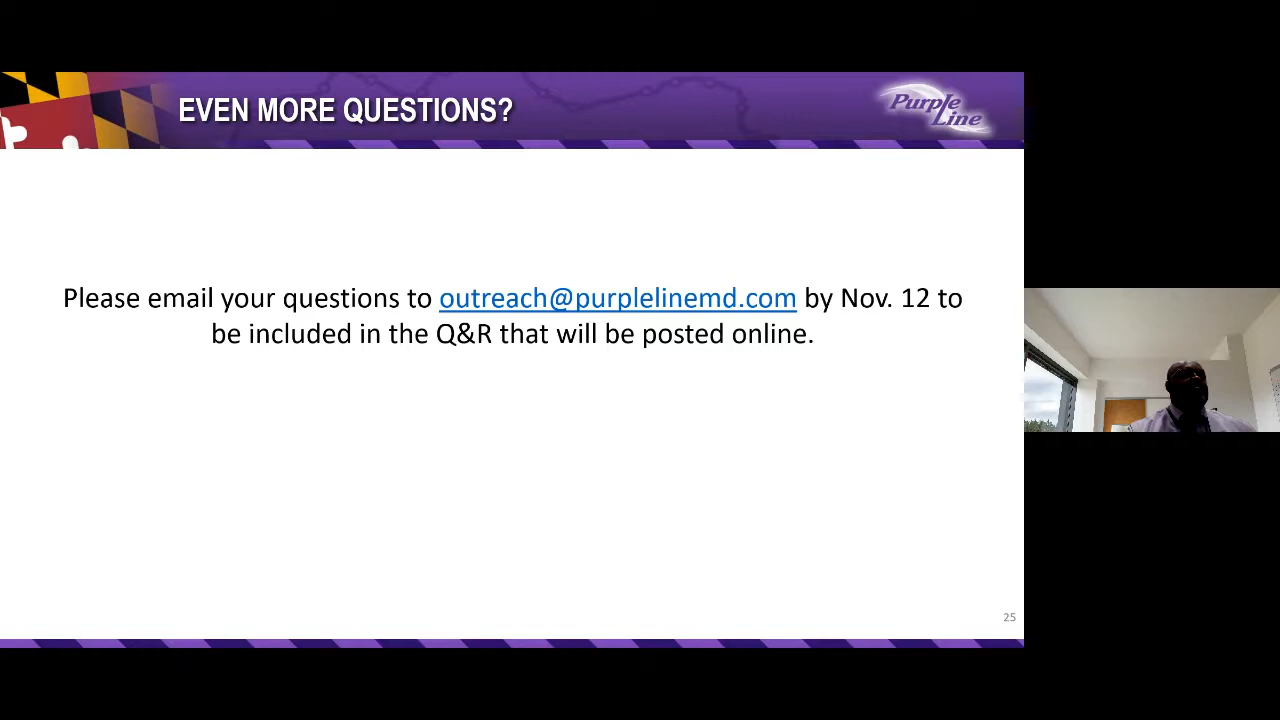 EVEN MORE QUESTIONS?
Purple
Line
Please email your questions to outreach@purplelinemd.com by Nov. 12 to
be included in the Q&R that will be posted online.
25